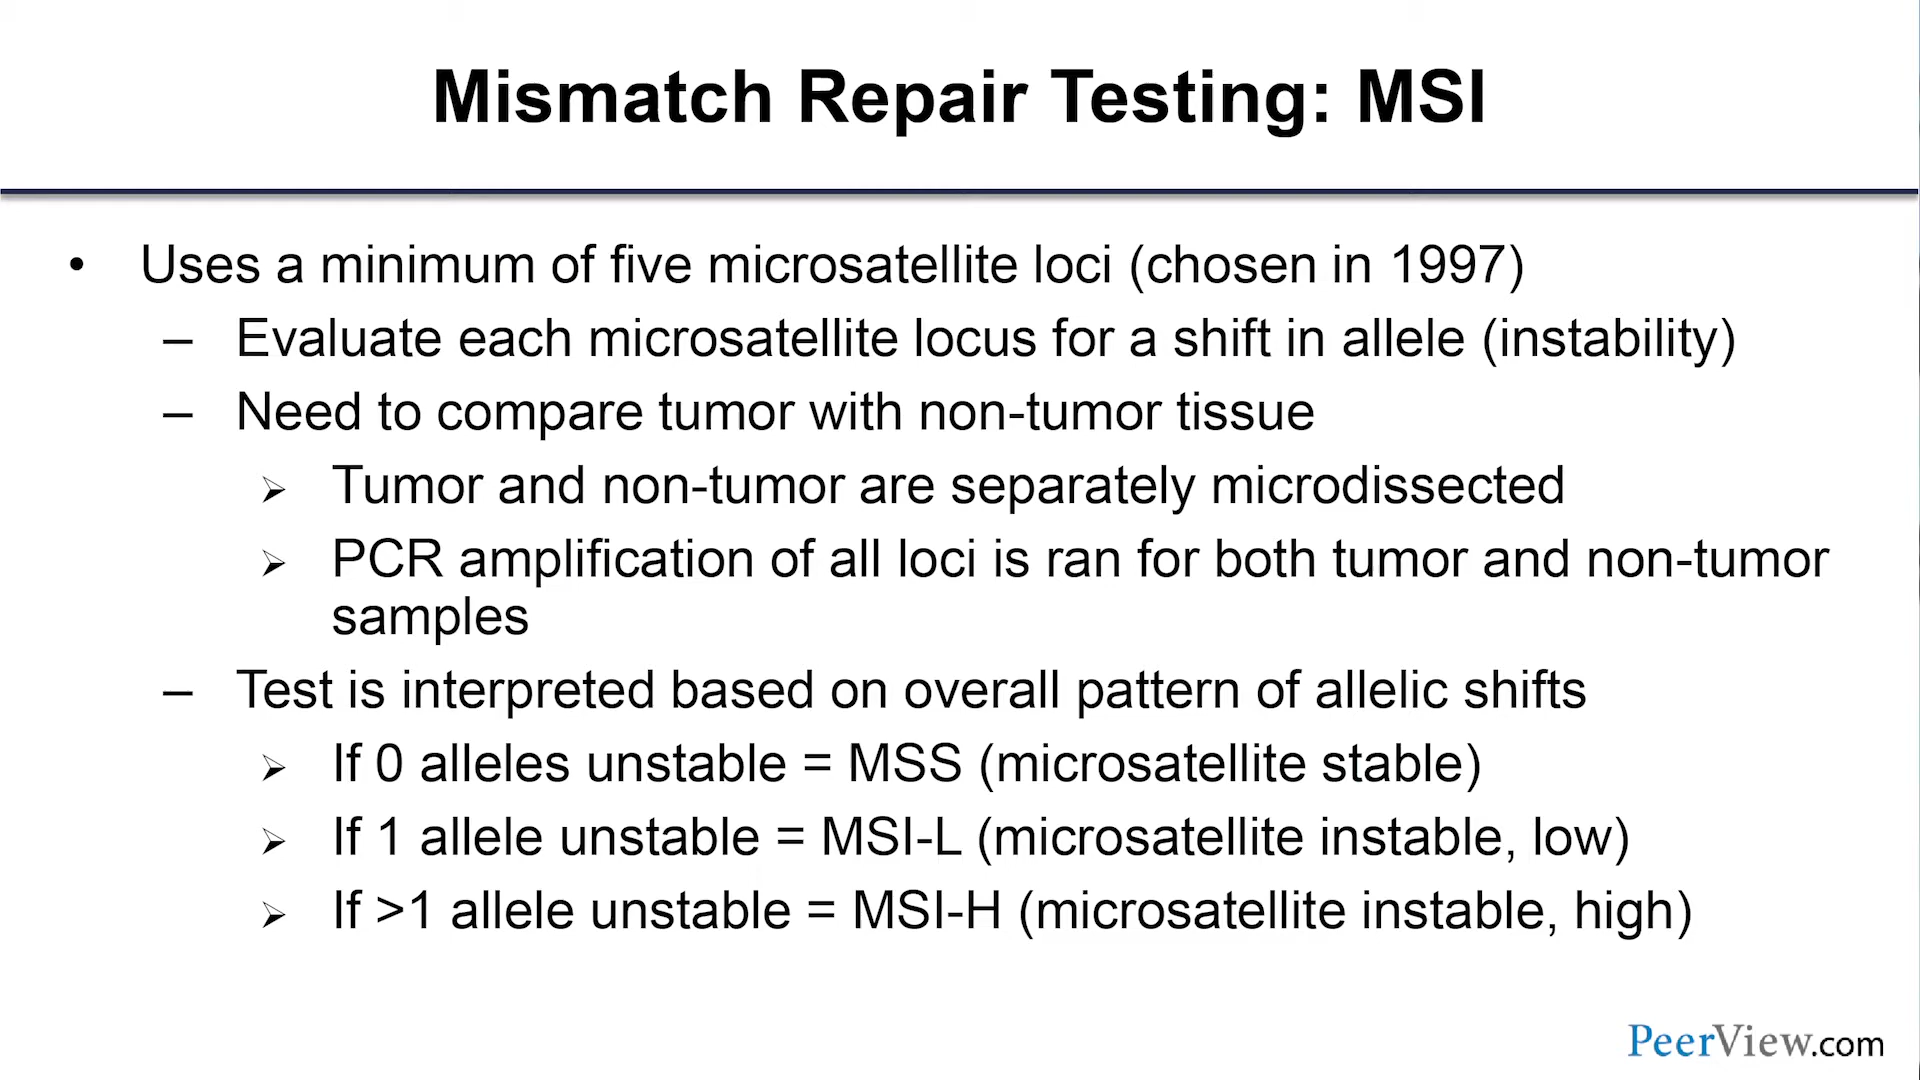 Mismatch Repair Testing: MSI
• Uses a minimum of five microsatellite loci (chosen in 1997)
– Evaluate each microsatellite locus for a shift in allele (instability)
– Need to compare tumor with non-tumor tissue
➢ Tumor and non-tumor are separately microdissected
➢ PCR amplification of all loci is ran for both tumor and non-tumor
samples
– Test is interpreted based on overall pattern of allelic shifts
➢ If 0 alleles unstable = MSS (microsatellite stable)
➢ If 1 allele unstable = MSI-L (microsatellite instable, low)
➢ If >1 allele unstable = MSI-H (microsatellite instable, high)
PeerView.com